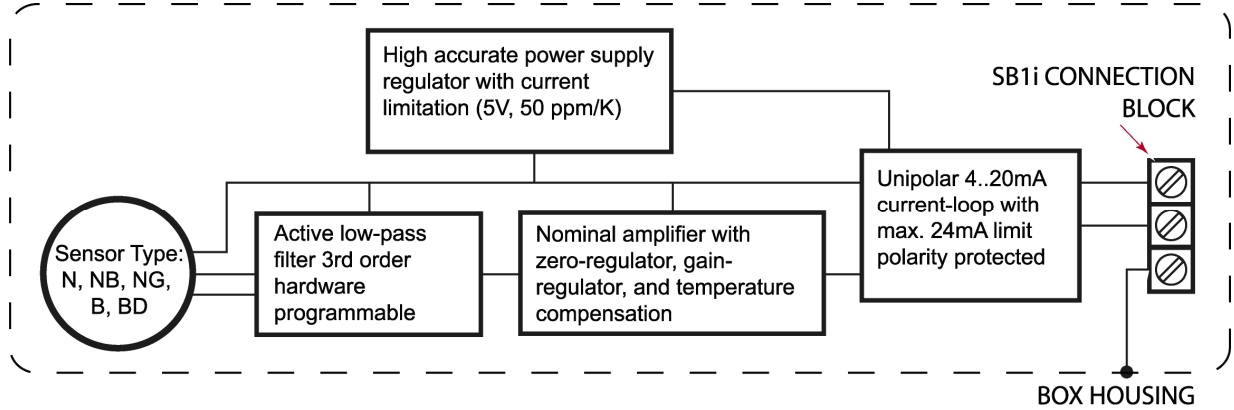 High accurate power supply
regulator with current
limitation (5V, 50 ppm/K)
SB1i CONNECTION
BLOCK
Sensor Type:
N, NB, NG,
B, BD
Active low-pass
filter 3rd order
hardware
programmable
Nominal amplifier with
zero-regulator, gain-
regulator, and temperature
compensation
Unipolar 4..20mA
current-loop with
max. 24mA limit
polarity protected
BOX HOUSING